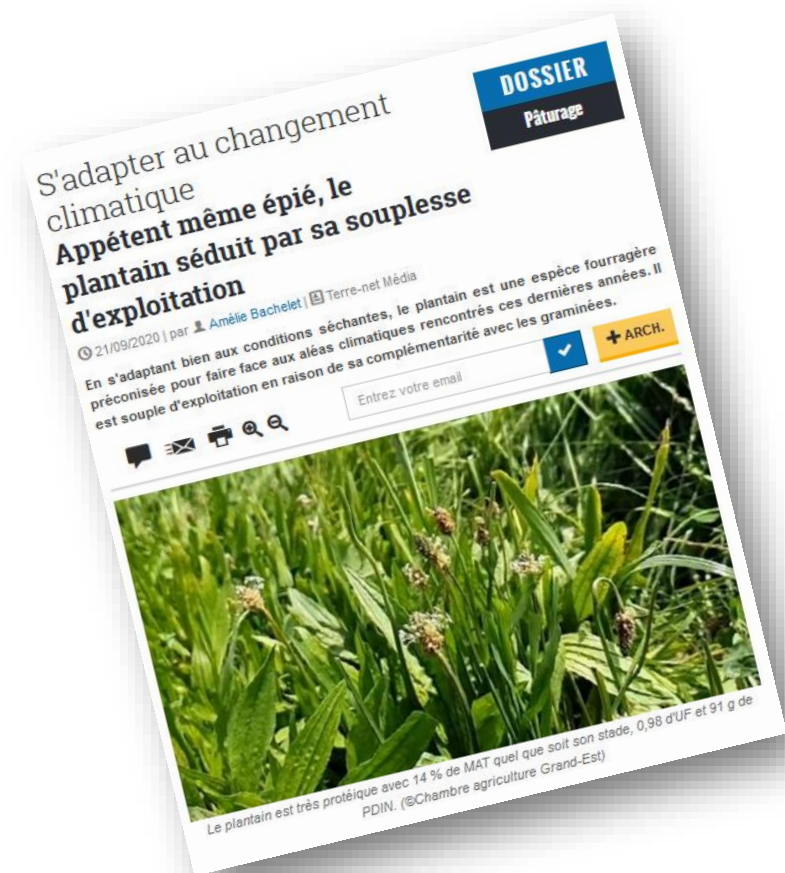 DOSSIER
Pâturage
S'adapter au changement
climatique
Appétent même épié, le
plantain séduit par sa souplesse
d'exploitation
21/09/2020 | par Amélie Bachelet | Terre-net Média
En s'adaptant bien aux conditions séchantes, le plantain est une espèce fourragère
préconisée pour faire face aux aléas climatiques rencontrés ces dernières années. Il
est souple d'exploitation en raison de sa complémentarité avec les graminées.
Entrez votre email
+ ARCH.
Le plantain est très protéique avec 14 % de MAT quel que soit son stade, 0,98 d'UF et 91 g de
PDIN. (©Chambre agriculture Grand-Est)